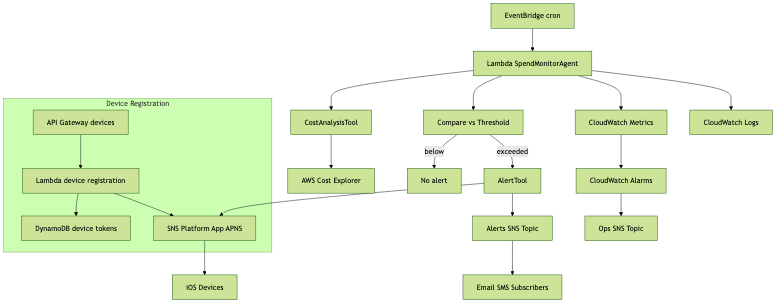 EventBridge cron
Lambda SpendMonitorAgent
Device Registration
API Gateway devices
CostAnalysisTool
Compare vs Threshold
CloudWatch Metrics
CloudWatch Logs
below
exceeded
Lambda device registration
AWS Cost Explorer
No alert
AlertTool
CloudWatch Alarms
DynamoDB device tokens
SNS Platform App APNS
Alerts SNS Topic
Ops SNS Topic
iOS Devices
Email SMS Subscribers